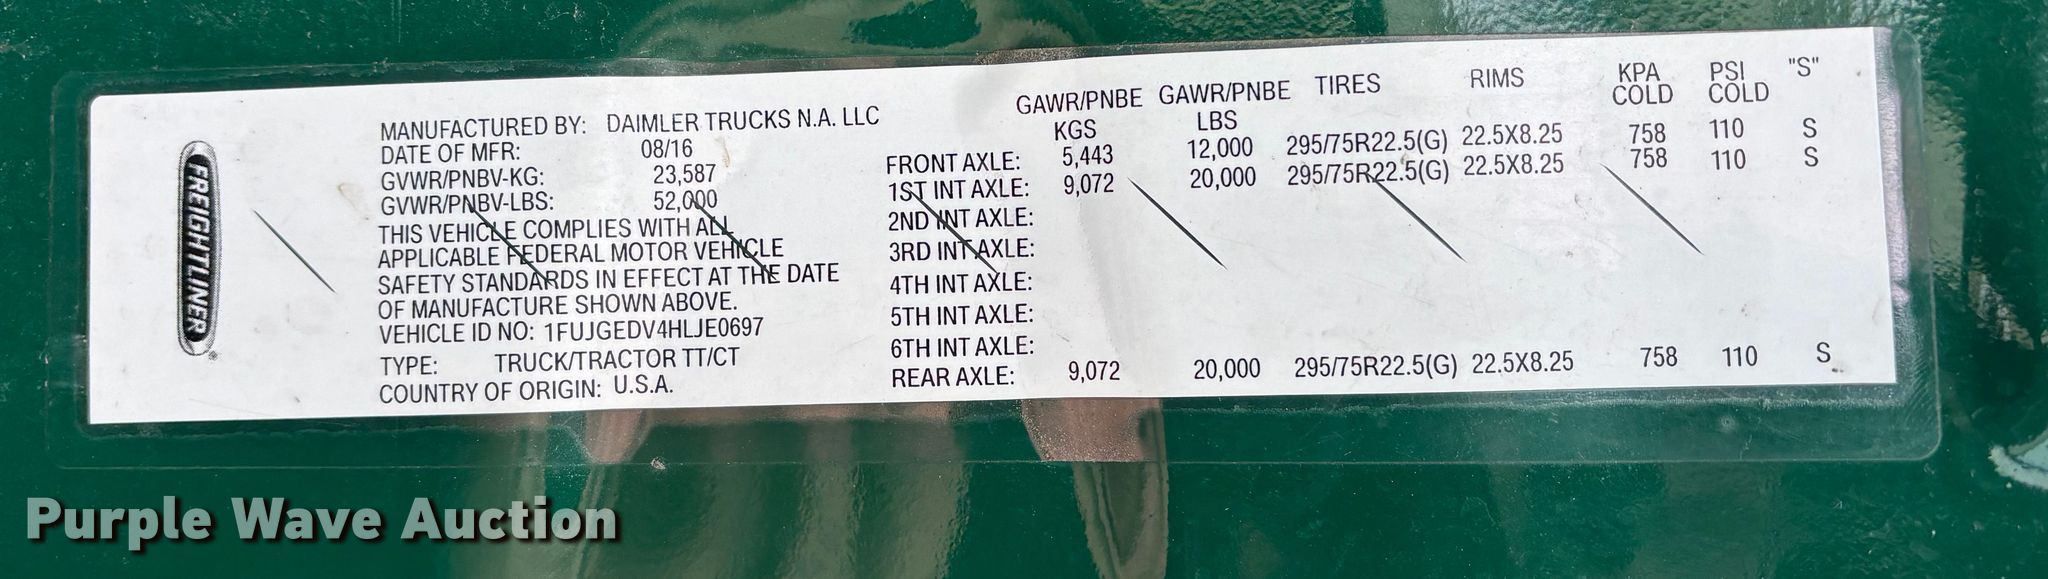 FREIGHTLINER
MANUFACTURED BY: DAIMLER TRUCKS N.A. LLC
DATE OF MFR: 08/16
GVWR/PNBV-KG: 23,587
GVWR/PNBV-LBS: 52,000
THIS VEHICLE COMPLIES WITH ALL
APPLICABLE FEDERAL MOTOR VEHICLE
SAFETY STANDARDS IN EFFECT AT THE DATE
OF MANUFACTURE SHOWN ABOVE.
VEHICLE ID NO: 1FUJGEDV4HLJE0697
TYPE: TRUCK/TRACTOR TT/CT
COUNTRY OF ORIGIN: U.S.A.
GAWR/PNBE GAWR/PNBE TIRES RIMS KPA PSI "S"
KGS LBS COLD COLD
FRONT AXLE: 5,443 12,000 295/75R22.5(G) 22.5X8.25 758 110 S
1ST INT AXLE: 9,072 20,000 295/75R22.5(G) 22.5X8.25 758 110 S
2ND INT AXLE:
3RD INT AXLE:
4TH INT AXLE:
5TH INT AXLE:
6TH INT AXLE:
REAR AXLE: 9,072 20,000 295/75R22.5(G) 22.5X8.25 758 110 S
Purple Wave Auction